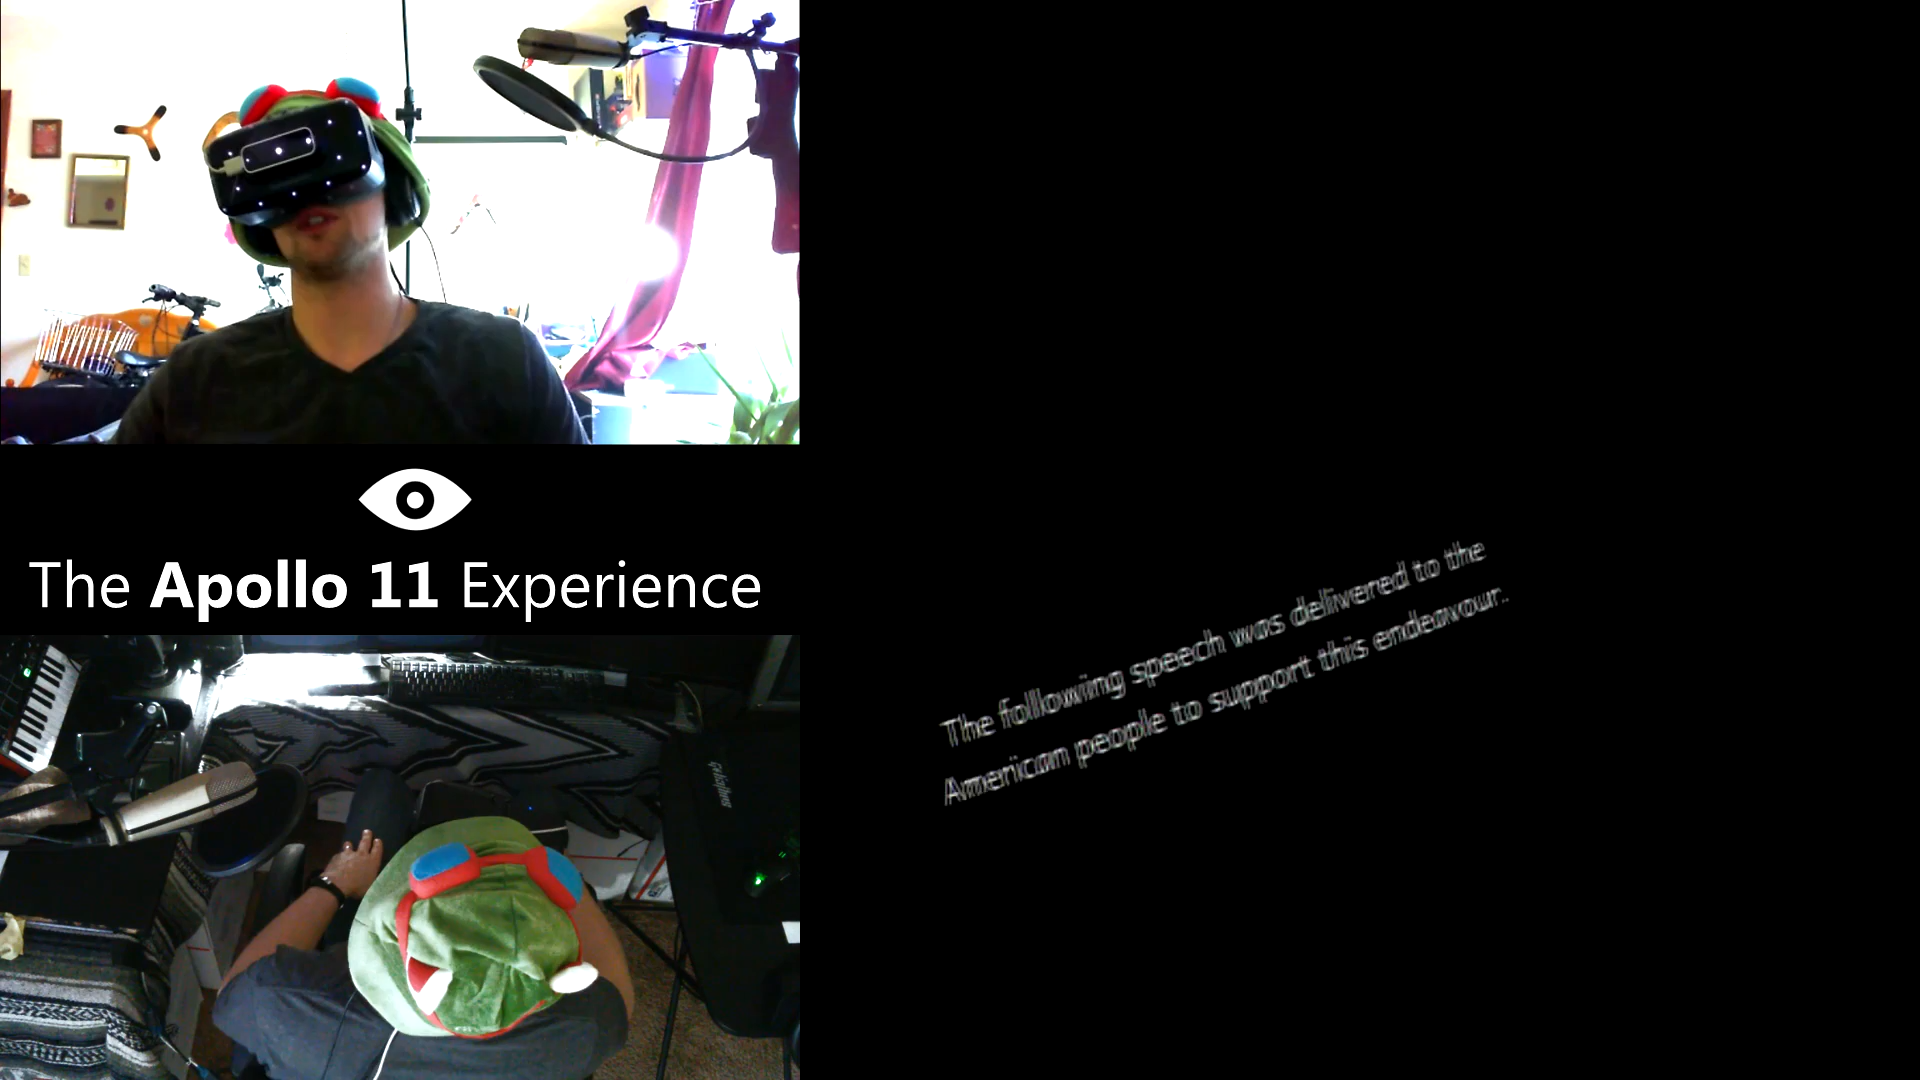 The Apollo 11 Experience
The following speech was delivered to the
American people to support this endeavour.